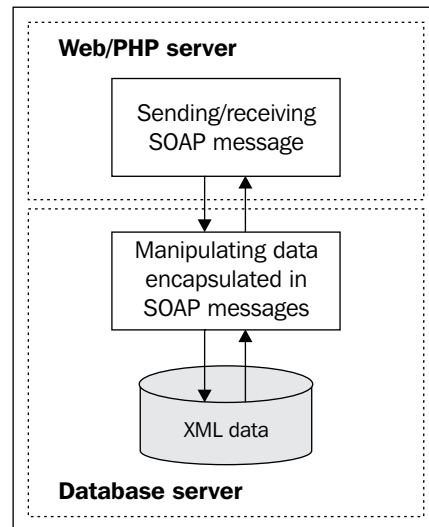 Web/PHP server
Sending/receiving
SOAP message
Manipulating data
encapsulated in
SOAP messages
XML data
Database server